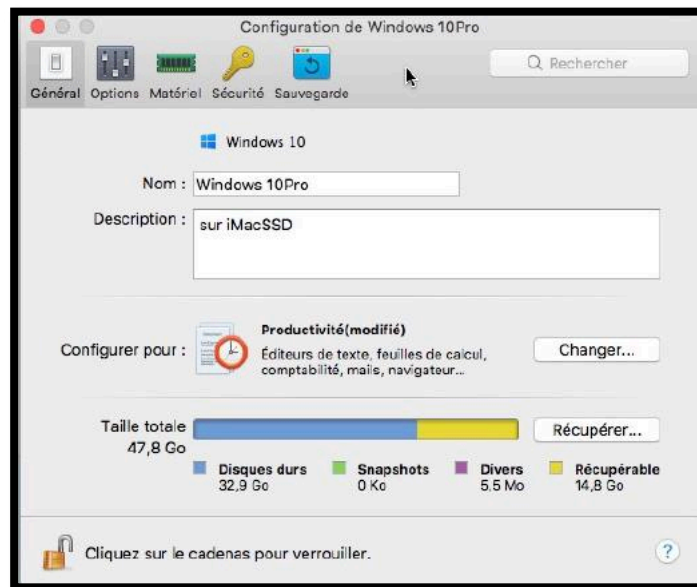 Configuration de Windows 10Pro
Général Options Matériel Sécurité Sauvegarde
Rechercher
Windows 10
Nom : Windows 10Pro
Description : sur iMacSSD
Configurer pour :
Productivité(modifié)
Éditeurs de texte, feuilles de calcul,
comptabilité, mails, navigateur...
Changer...
Taille totale
47,8 Go
Récupérer...
Disques durs Snapshots Divers Récupérable
32,9 Go 0 Ko 5,5 Mo 14,8 Go
Cliquez sur le cadenas pour verrouiller.
?